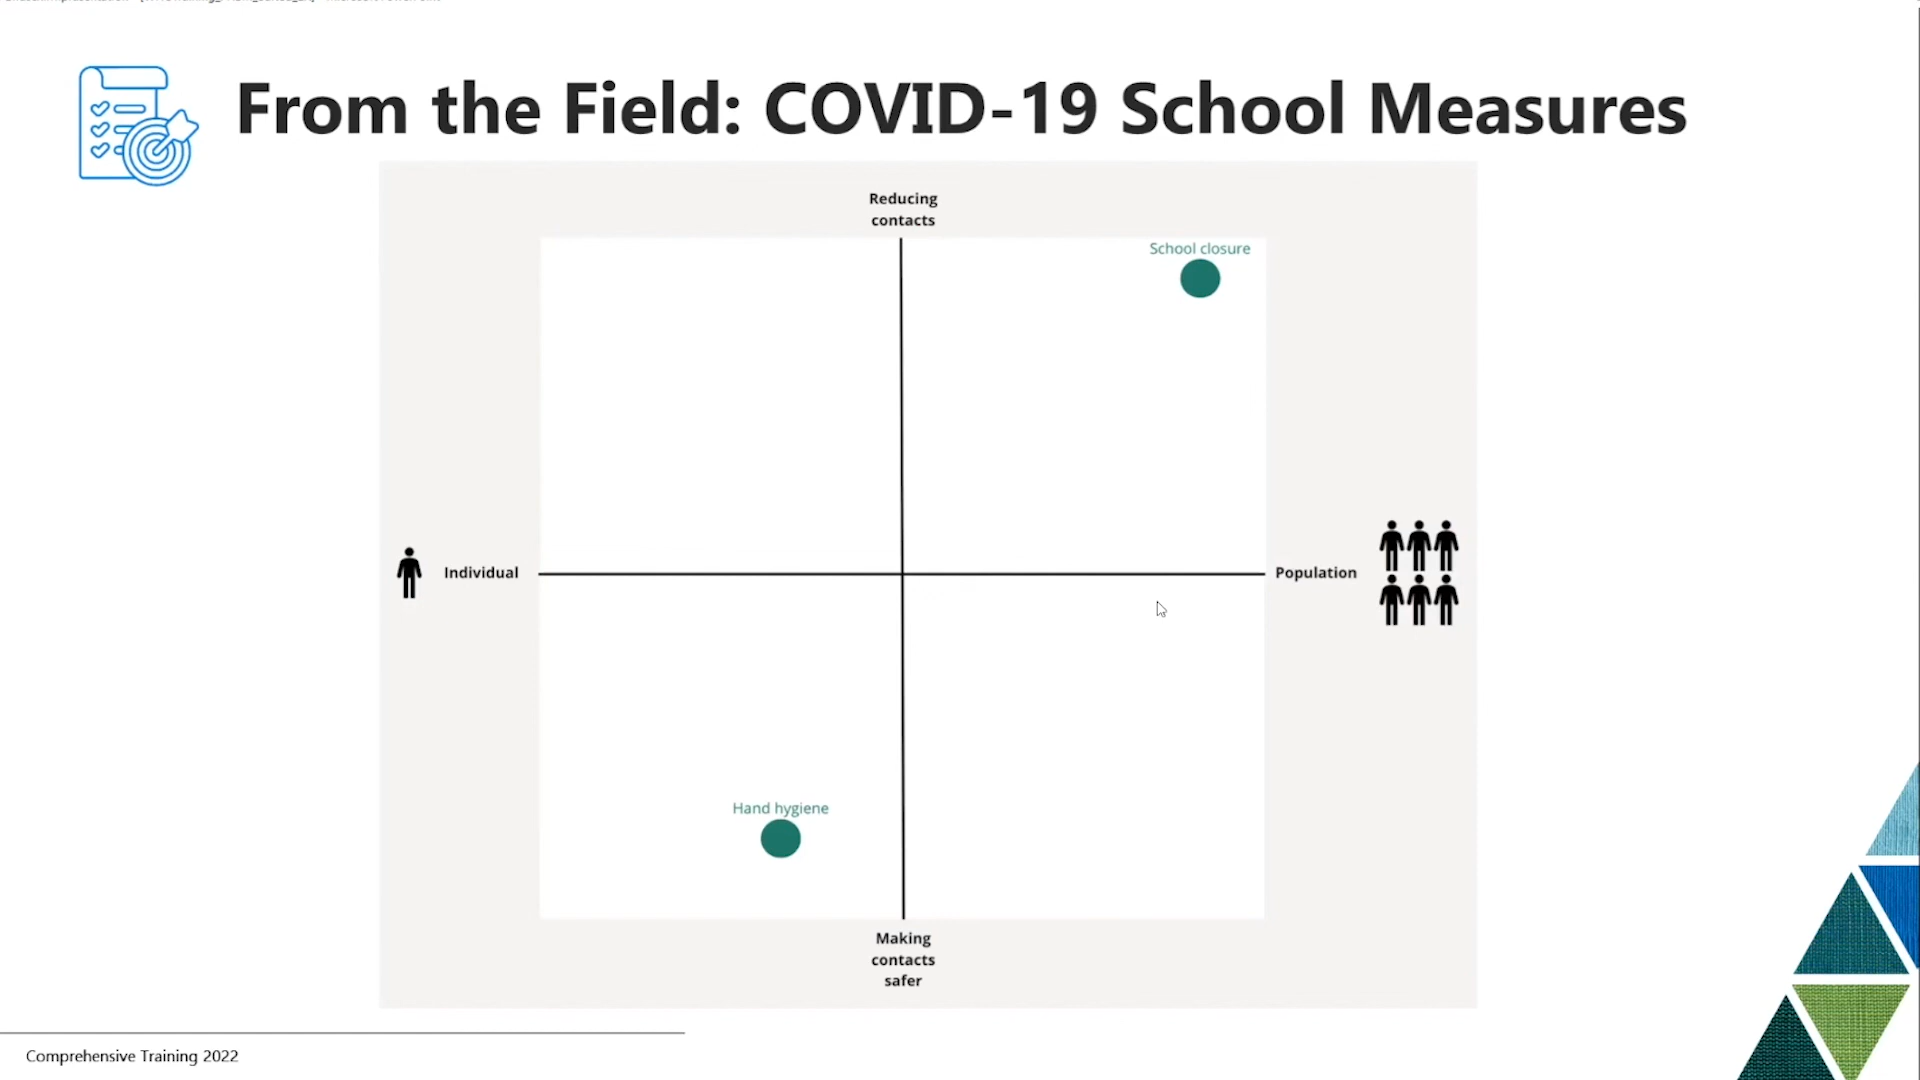 From the Field: COVID-19 School Measures
Reducing
contacts
School closure
Individual
Population
Hand hygiene
Making
contacts
safer
Comprehensive Training 2022